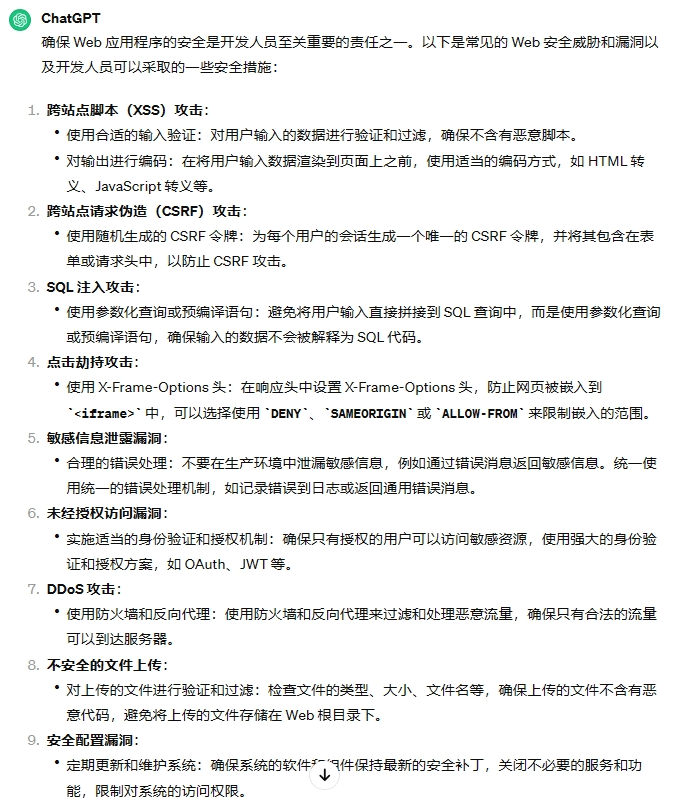 ChatGPT
确保 Web 应用程序的安全是开发人员至关重要的责任之一。以下是常见的 Web 安全威胁和漏洞以
及开发人员可以采取的一些安全措施：
1. 跨站点脚本（XSS）攻击：
• 使用合适的输入验证：对用户输入的数据进行验证和过滤，确保不含有恶意脚本。
• 对输出进行编码：在将用户输入数据渲染到页面上之前，使用适当的编码方式，如 HTML 转
义、JavaScript 转义等。
2. 跨站点请求伪造（CSRF）攻击：
• 使用随机生成的 CSRF 令牌：为每个用户的会话生成一个唯一的 CSRF 令牌，并将其包含在表
单或请求头中，以防止 CSRF 攻击。
3. SQL 注入攻击：
• 使用参数化查询或预编译语句：避免将用户输入直接拼接到 SQL 查询中，而是使用参数化查询
或预编译语句，确保输入的数据不会被解释为 SQL 代码。
4. 点击劫持攻击：
• 使用 X-Frame-Options 头：在响应头中设置 X-Frame-Options 头，防止网页被嵌入到
`<iframe>` 中，可以选择使用 `DENY`、`SAMEORIGIN` 或 `ALLOW-FROM` 来限制嵌入的范围。
5. 敏感信息泄露漏洞：
• 合理的错误处理：不要在生产环境中泄漏敏感信息，例如通过错误消息返回敏感信息。统一使
用统一的错误处理机制，如记录错误到日志或返回通用错误消息。
6. 未经授权访问漏洞：
• 实施适当的身份验证和授权机制：确保只有授权的用户可以访问敏感资源，使用强大的身份验
证和授权方案，如 OAuth、JWT 等。
7. DDoS 攻击：
• 使用防火墙和反向代理：使用防火墙和反向代理来过滤和处理恶意流量，确保只有合法的流量
可以到达服务器。
8. 不安全的文件上传：
• 对上传的文件进行验证和过滤：检查文件的类型、大小、文件名等，确保上传的文件不含有恶
意代码，避免将上传的文件存储在 Web 根目录下。
9. 安全配置漏洞：
• 定期更新和维护系统：确保系统的软件和组件保持最新的安全补丁，关闭不必要的服务和功
能，限制对系统的访问权限。